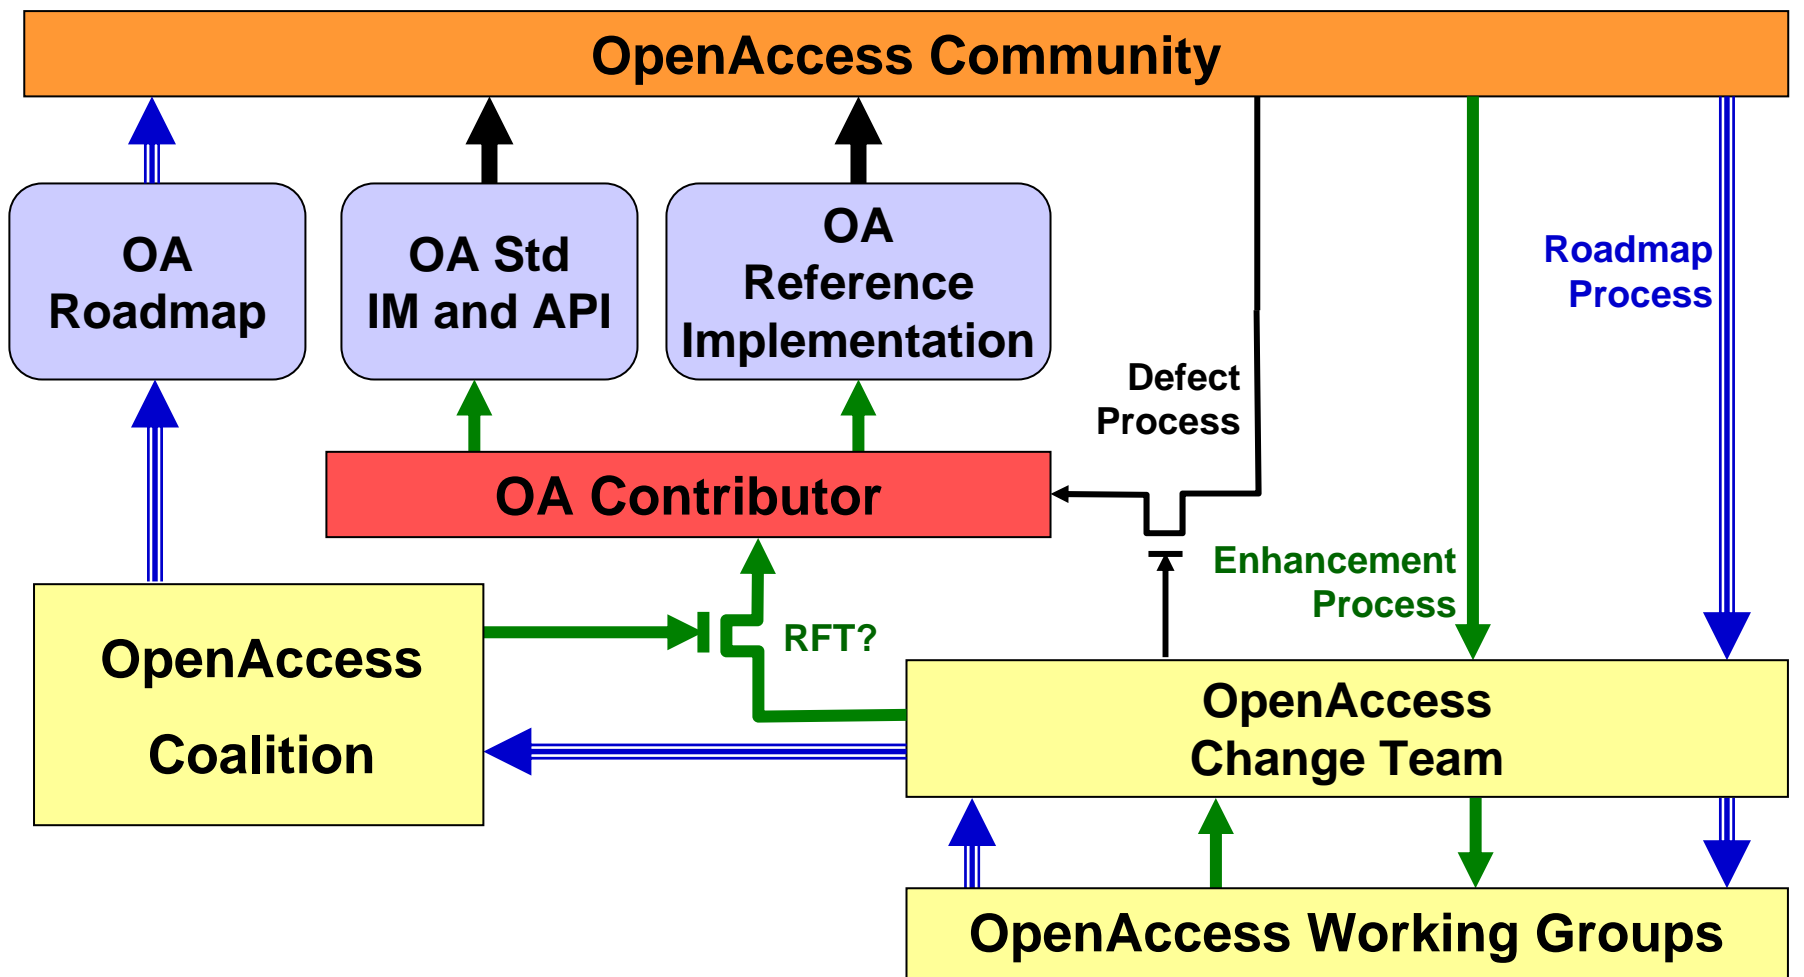 OpenAccess Community
OA
Roadmap
OA Std
IM and API
OA
Reference
Implementation
Roadmap
Process
Defect
Process
OA Contributor
Enhancement
Process
RFT?
OpenAccess
Coalition
OpenAccess
Change Team
OpenAccess Working Groups